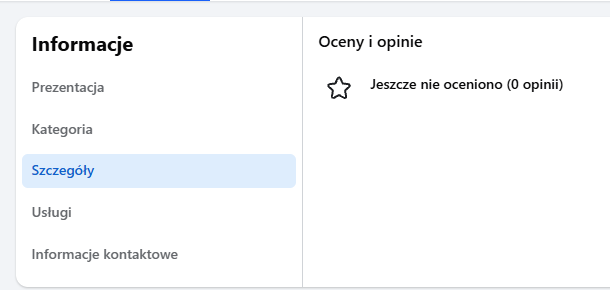 Informacje
Prezentacja
Kategoria
Szczegóły
Usługi
Informacje kontaktowe
Oceny i opinie
Jeszcze nie oceniono (0 opinii)